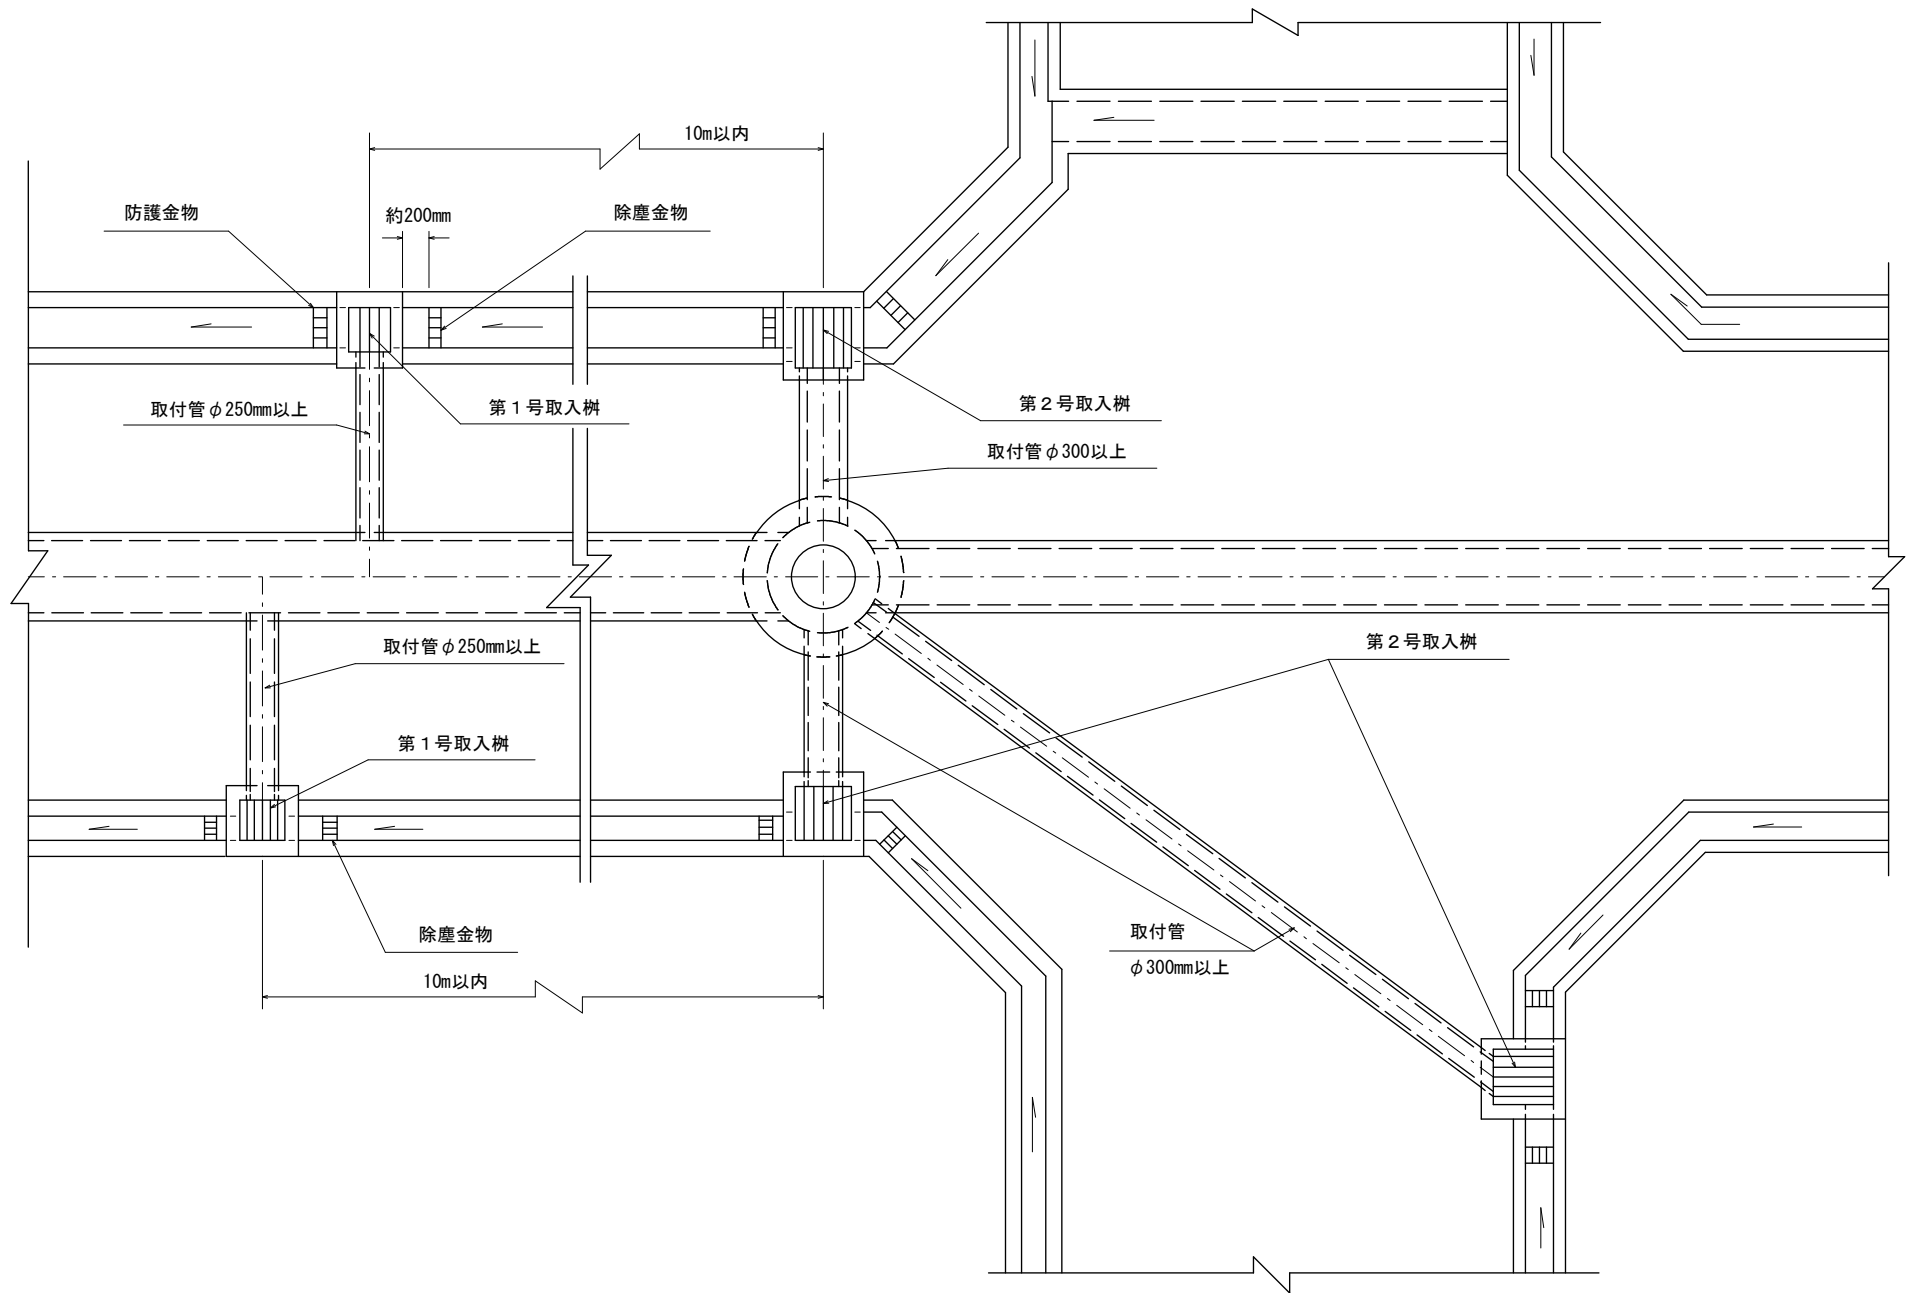 10m以内
防護金物
約200mm
除塵金物
取付管φ250mm以上
第１号取入桝
第２号取入桝
取付管φ300以上
取付管φ250mm以上
第２号取入桝
第１号取入桝
除塵金物
取付管
φ300mm以上
10m以内